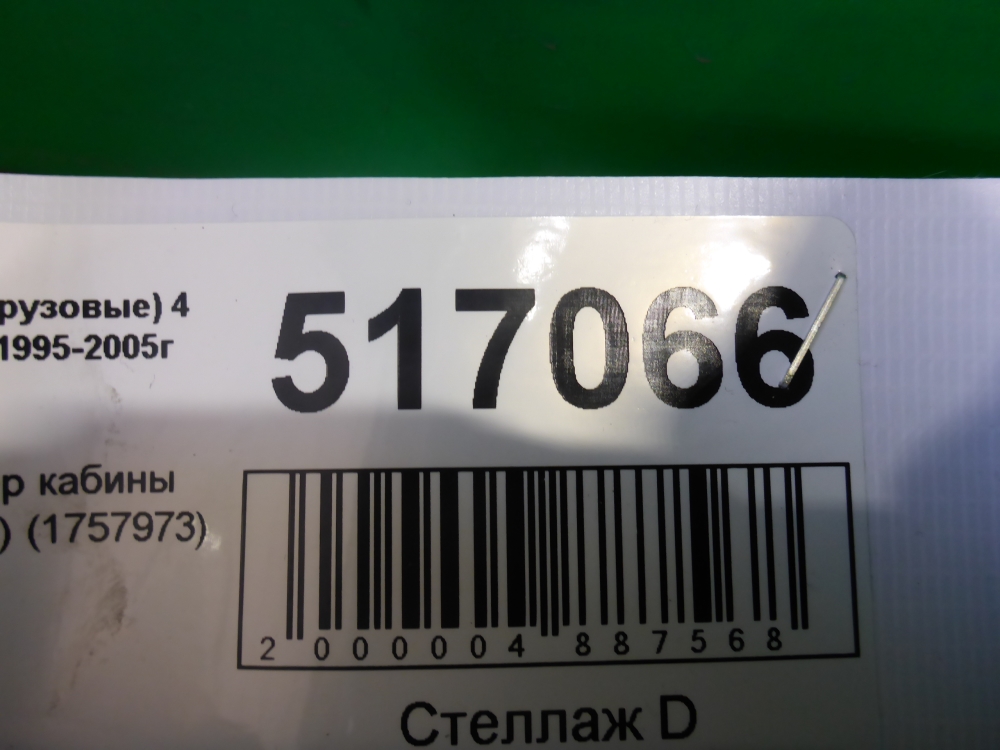 рузовые) 4
1995-2005г
517066
р кабины
) (1757973)
2 000004 887568
Стеллаж D